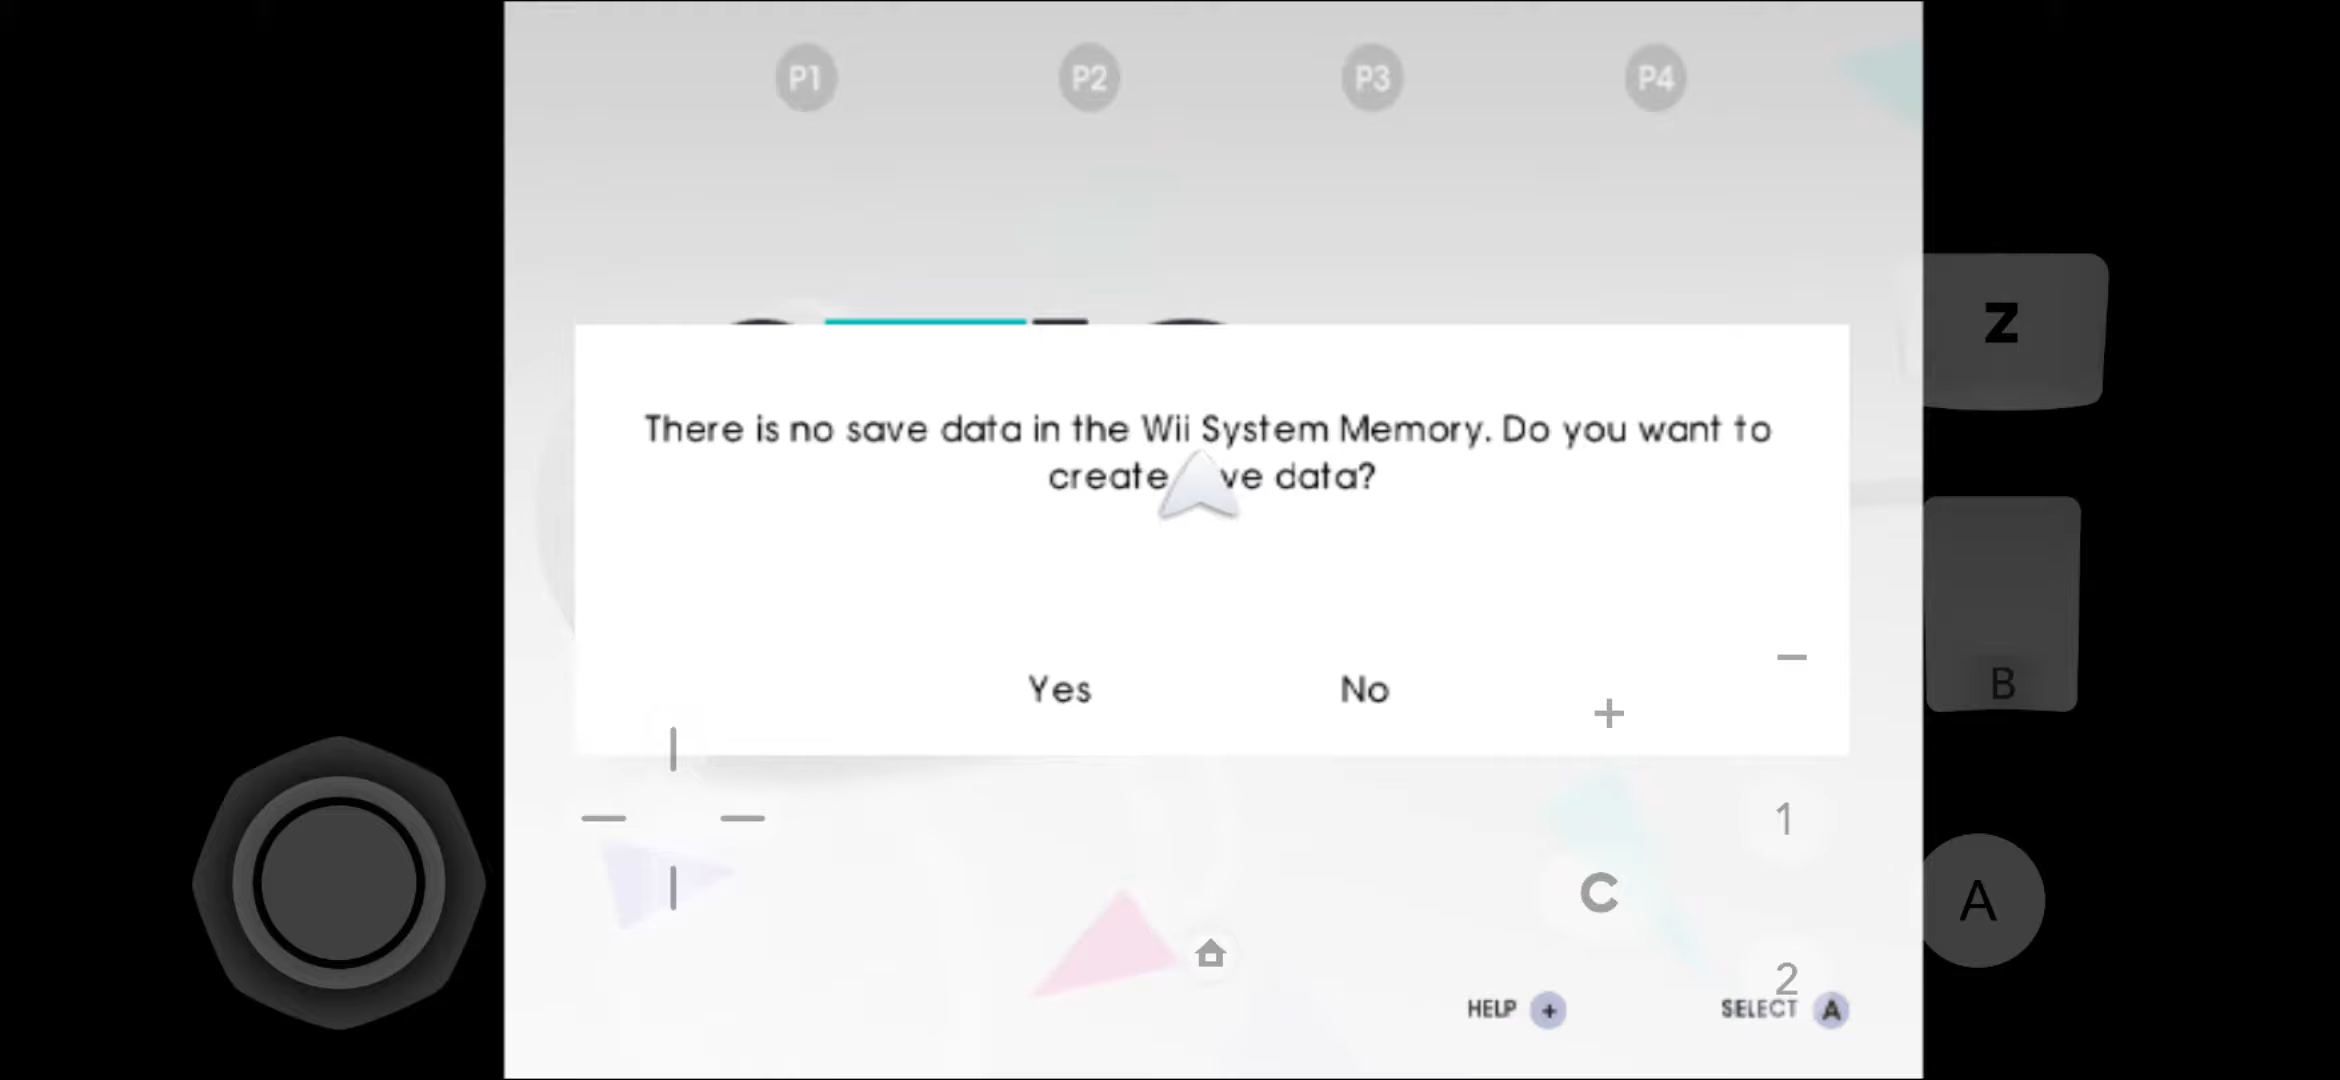 P1 P2 P3 P4
Z
There is no save data in the Wii System Memory. Do you want to
create ve data?
B
Yes No
+
1
C
A
2
HELP + SELECT A